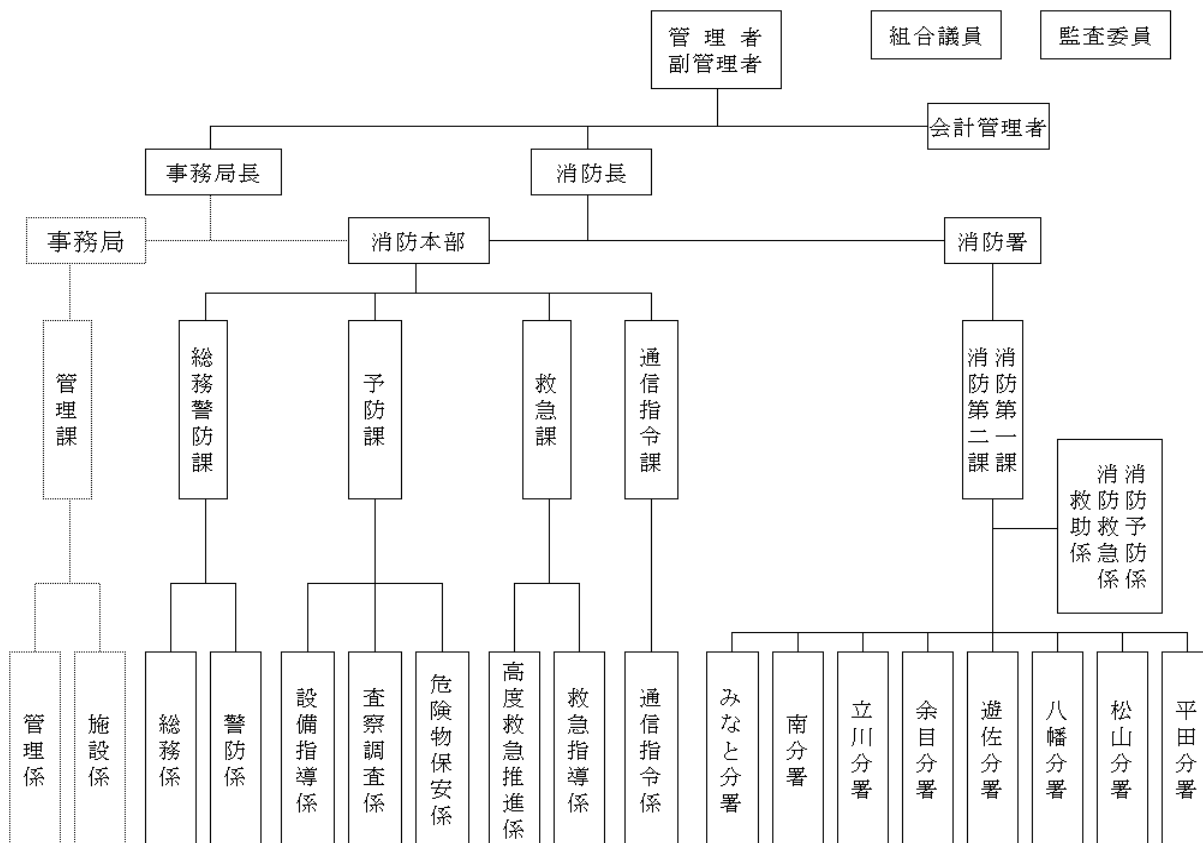 管理者
副管理者
組合議員
監査委員
会計管理者
事務局長
消防長
事務局
消防本部
消防署
管理課
総務警防課
予防課
救急課
通信指令課
消防第一課
消防第二課
消防予防係
消防救急係
救助係
管理係
施設係
総務係
警防係
設備指導係
査察調査係
危険物保安係
高度救急推進係
救急指導係
通信指令係
みなと分署
南分署
立川分署
余目分署
遊佐分署
八幡分署
松山分署
平田分署